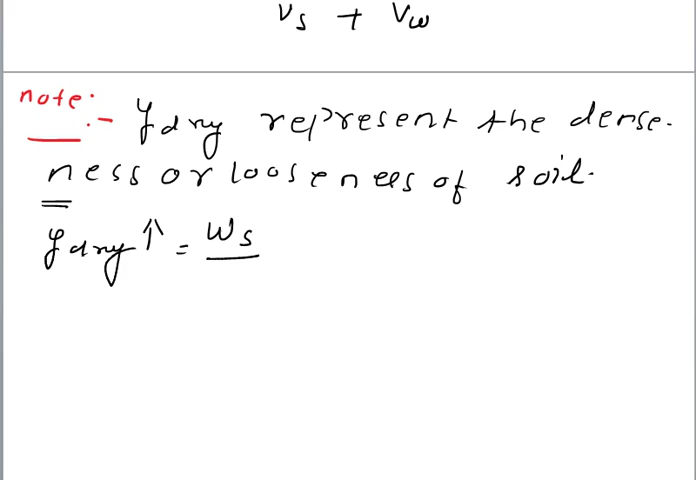 Vs + Vw
note:- γdry represent the dense-
ness or looseness of soil.
γdry ↑ = Ws